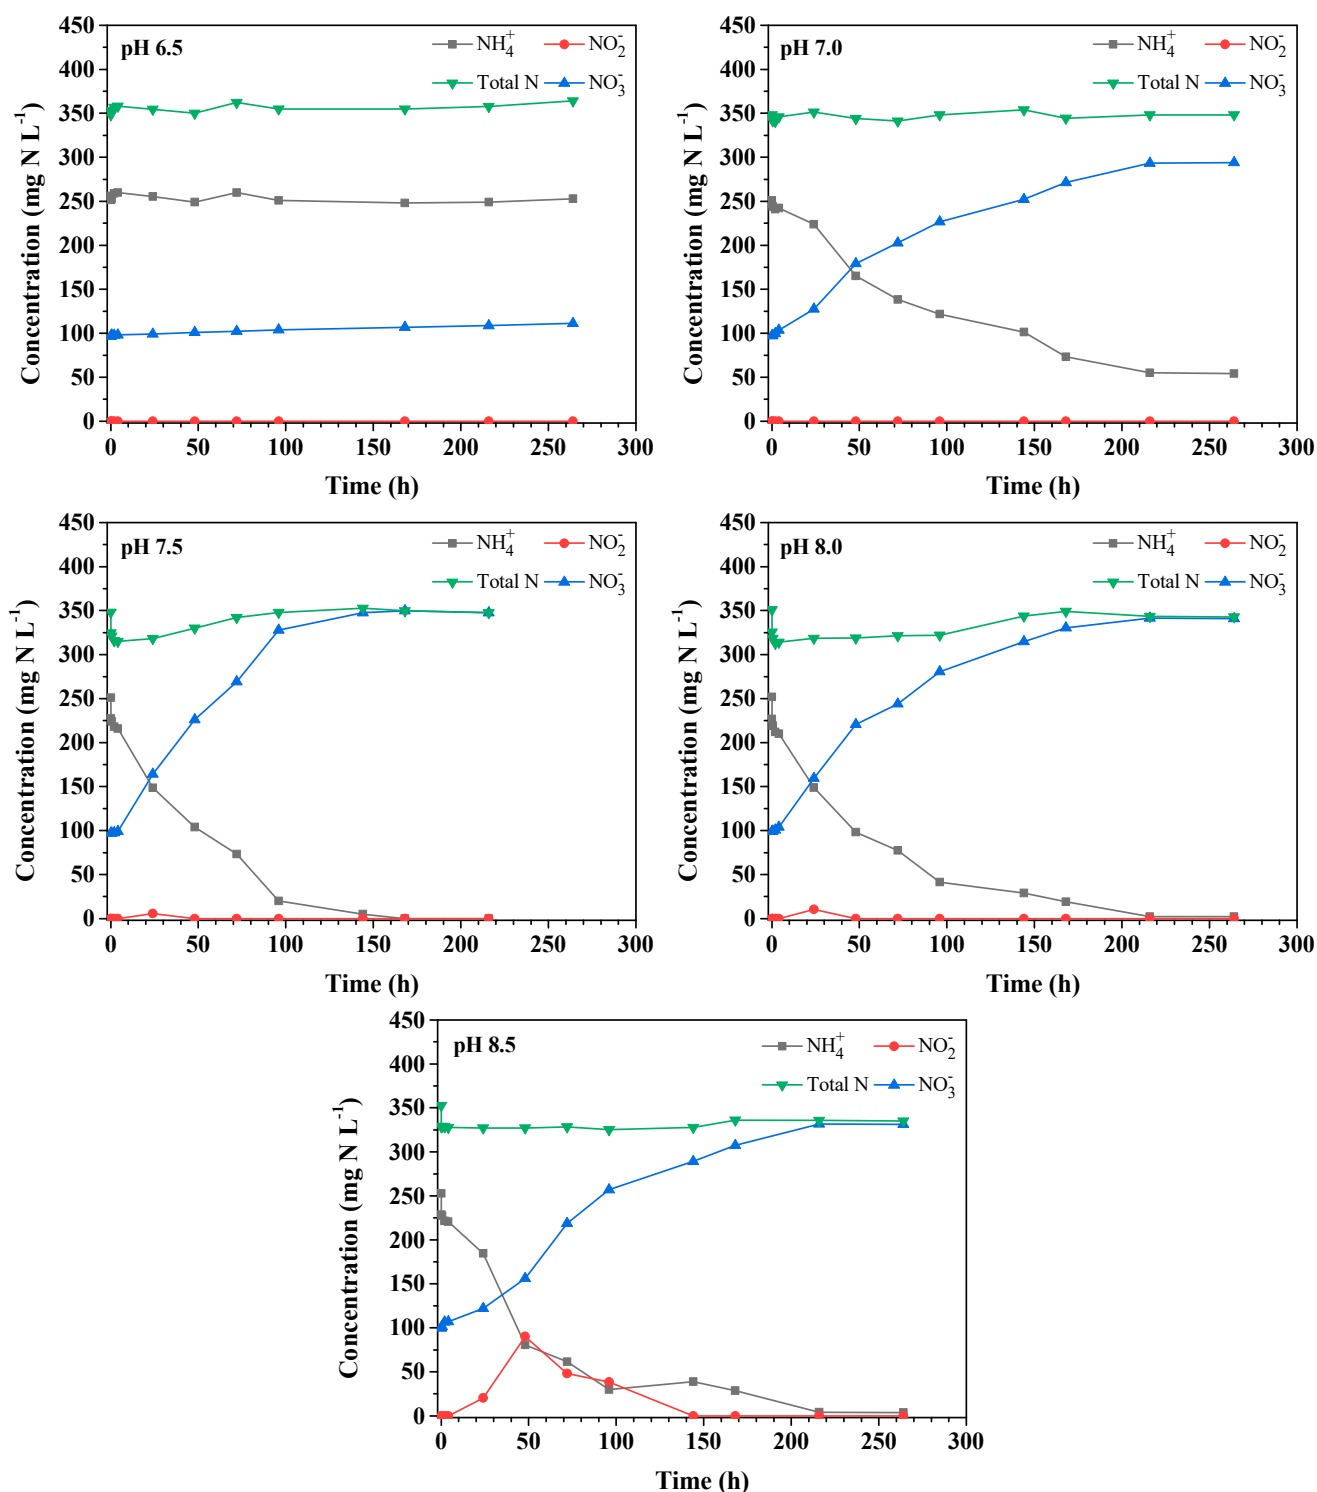 pH 6.5
NH₄⁺ NO₂⁻
Total N NO₃⁻
450
400
350
300
250
200
150
100
50
0
0 50 100 150 200 250 300
Concentration (mg N L⁻¹)
Time (h)
pH 7.0
NH₄⁺ NO₂⁻
Total N NO₃⁻
450
400
350
300
250
200
150
100
50
0
0 50 100 150 200 250 300
Concentration (mg N L⁻¹)
Time (h)
pH 7.5
NH₄⁺ NO₂⁻
Total N NO₃⁻
450
400
350
300
250
200
150
100
50
0
0 50 100 150 200 250 300
Concentration (mg N L⁻¹)
Time (h)
pH 8.0
NH₄⁺ NO₂⁻
Total N NO₃⁻
450
400
350
300
250
200
150
100
50
0
0 50 100 150 200 250 300
Concentration (mg N L⁻¹)
Time (h)
pH 8.5
NH₄⁺ NO₂⁻
Total N NO₃⁻
450
400
350
300
250
200
150
100
50
0
0 50 100 150 200 250 300
Concentration (mg N L⁻¹)
Time (h)